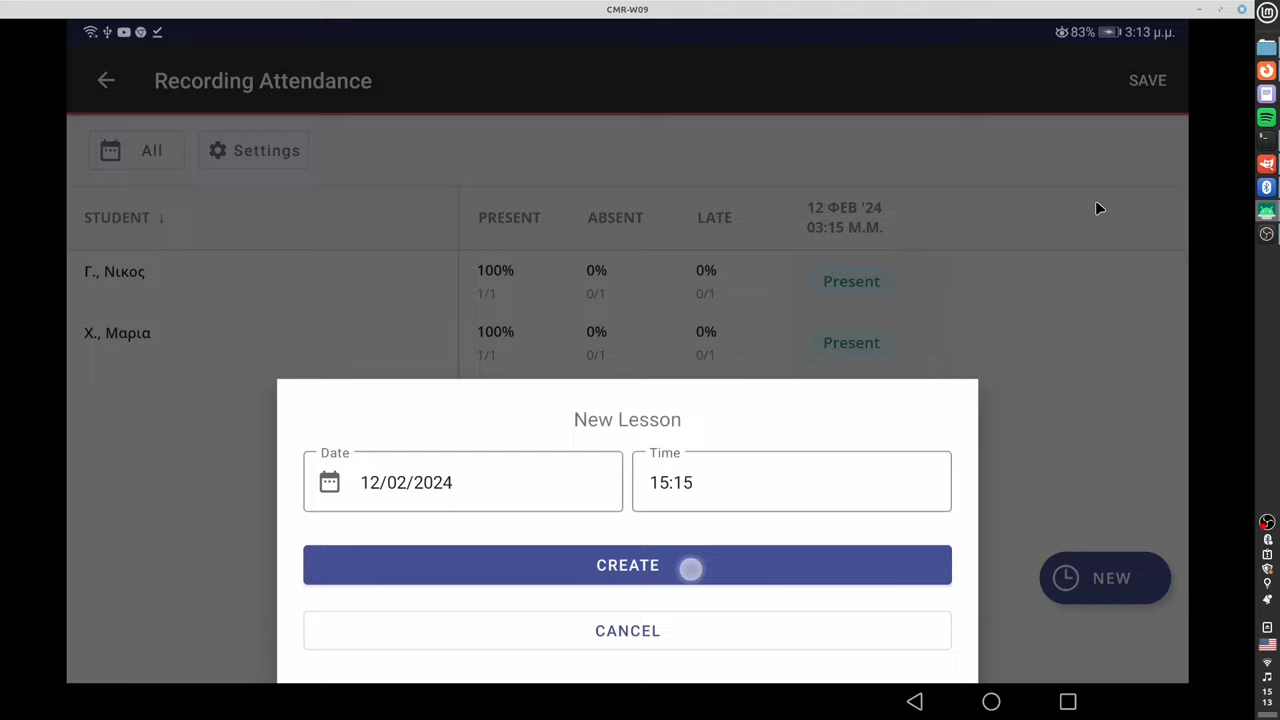 CMR-W09
83% 3:13 μ.μ.
Recording Attendance
SAVE
All
Settings
STUDENT ↓
PRESENT
ABSENT
LATE
12 ΦΕΒ '24
03:15 Μ.Μ.
Γ., Νικος
100%
0%
0%
Present
1/1
0/1
0/1
Χ., Μαρια
100%
0%
0%
Present
1/1
0/1
0/1
New Lesson
Date
12/02/2024
Time
15:15
CREATE
CANCEL
NEW
15
13